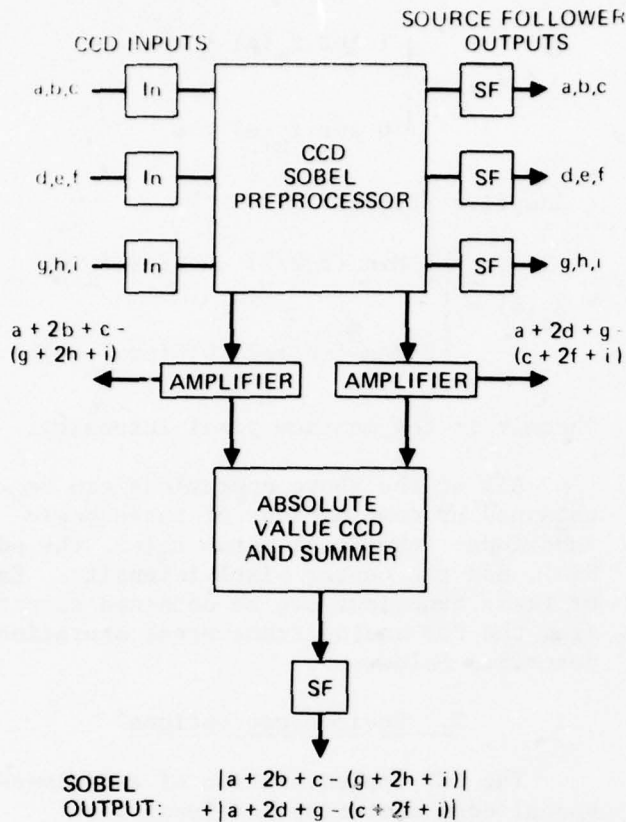 CCD INPUTS
SOURCE FOLLOWER
OUTPUTS
a,b,c
In
SF
a,b,c
CCD
SOBEL
PREPROCESSOR
d,e,f
In
SF
d,e,f
g,h,i
In
SF
g,h,i
a + 2b + c -
(g + 2h + i)
a + 2d + g -
(c + 2f + i)
AMPLIFIER
AMPLIFIER
ABSOLUTE
VALUE CCD
AND SUMMER
SF
SOBEL
OUTPUT:
|a + 2b + c - (g + 2h + i)|
+ |a + 2d + g - (c + 2f + i)|